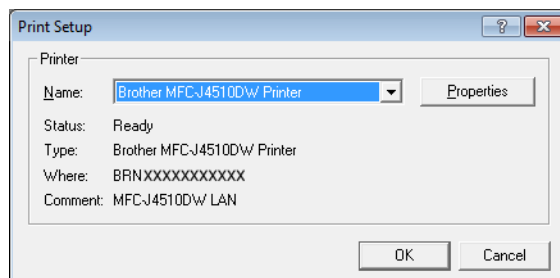 Print Setup
Printer
Name: Brother MFC-J4510DW Printer Properties
Status: Ready
Type: Brother MFC-J4510DW Printer
Where: BRNXXXXXXXXXXX
Comment: MFC-J4510DW LAN
OK Cancel